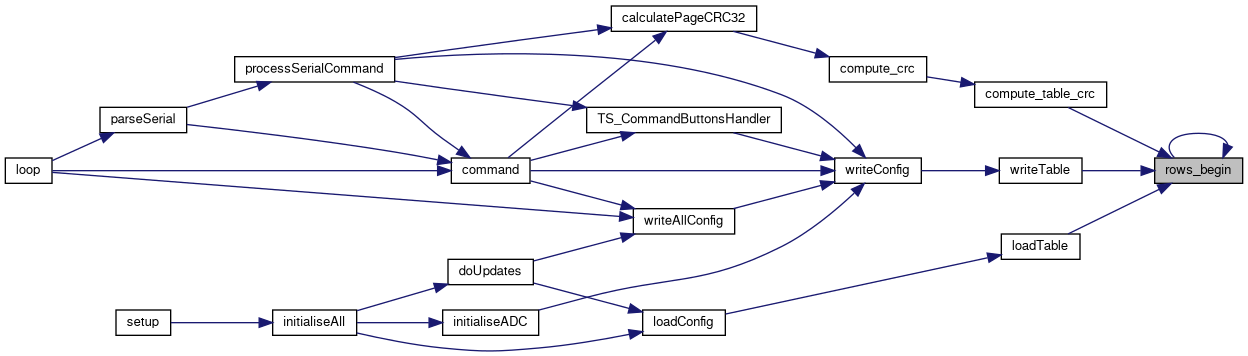 calculatePageCRC32
processSerialCommand
compute_crc
compute_table_crc
parseSerial
TS_CommandButtonsHandler
loop
command
writeConfig
writeTable
rows_begin
writeAllConfig
loadTable
doUpdates
setup
initialiseAll
initialiseADC
loadConfig